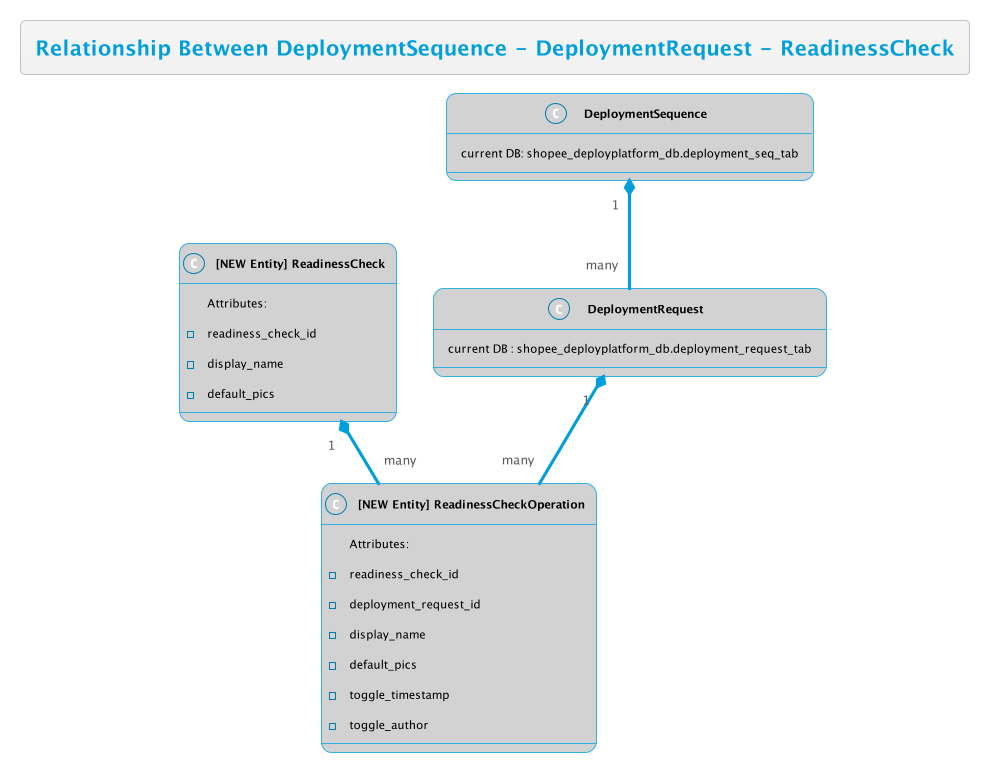 Relationship Between DeploymentSequence - DeploymentRequest - ReadinessCheck
C DeploymentSequence
current DB: shopee_deployplatform_db.deployment_seq_tab
1
many
C [NEW Entity] ReadinessCheck
Attributes:
readiness_check_id
display_name
default_pics
C DeploymentRequest
current DB : shopee_deployplatform_db.deployment_request_tab
1
many
1
many
C [NEW Entity] ReadinessCheckOperation
Attributes:
readiness_check_id
deployment_request_id
display_name
default_pics
toggle_timestamp
toggle_author